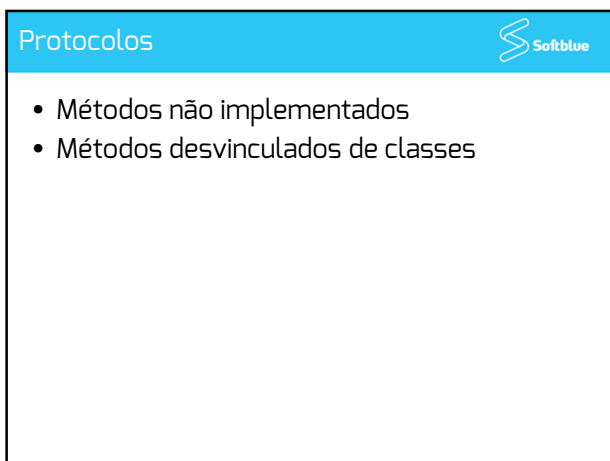 Protocolos
Softblue
• Métodos não implementados
• Métodos desvinculados de classes